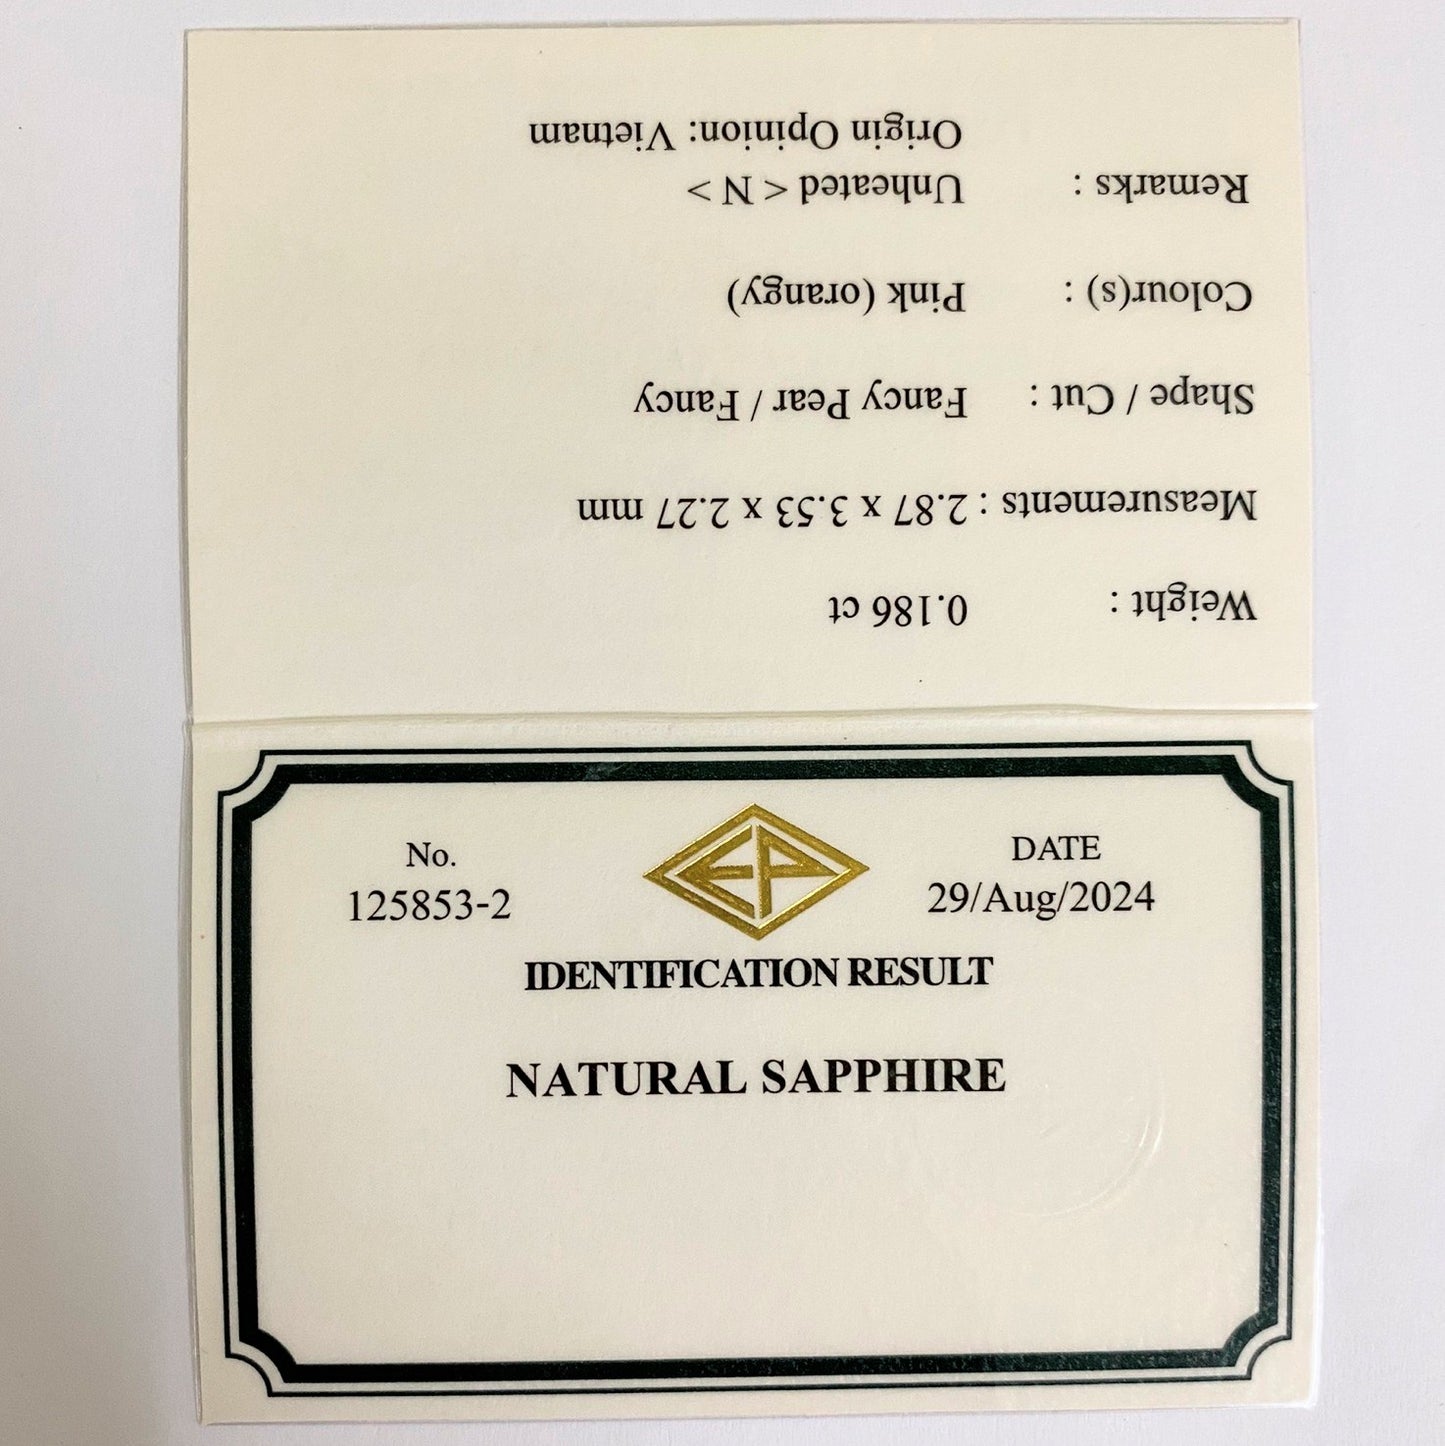 No.
125853-2
EP
DATE
29/Aug/2024
IDENTIFICATION RESULT
NATURAL SAPPHIRE
Weight : 0.186 ct
Measurements : 2.87 x 3.53 x 2.27 mm
Shape / Cut : Fancy Pear / Fancy
Colour(s) : Pink (orangy)
Remarks : Unheated < N >
Origin Opinion: Vietnam